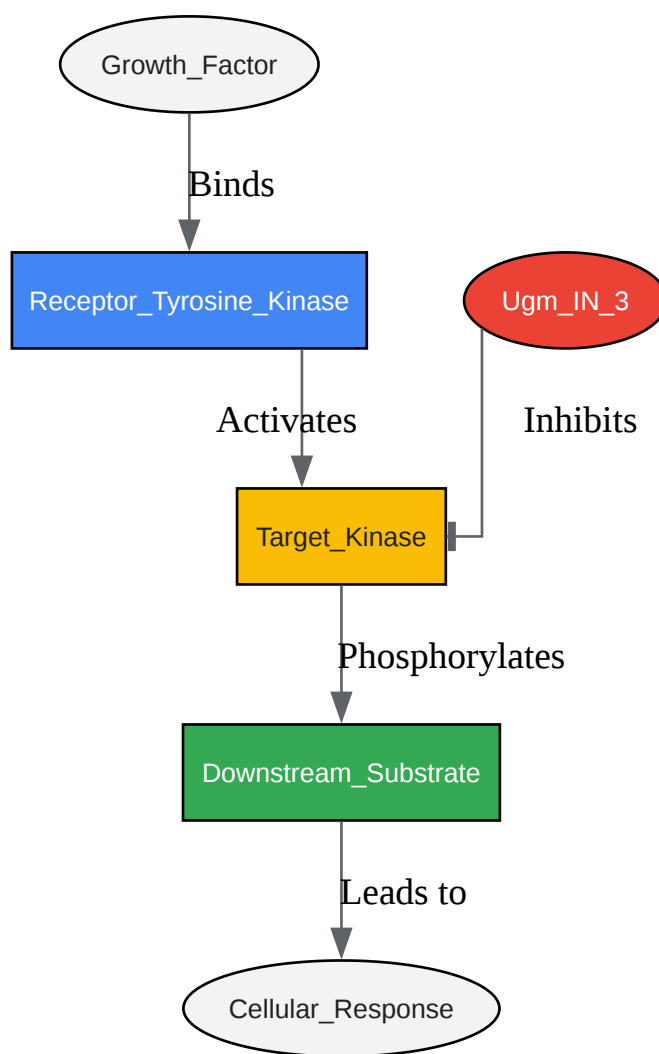 Growth_Factor
Binds
Receptor_Tyrosine_Kinase
Ugm_IN_3
Activates
Inhibits
Target_Kinase
Phosphorylates
Downstream_Substrate
Leads to
Cellular_Response